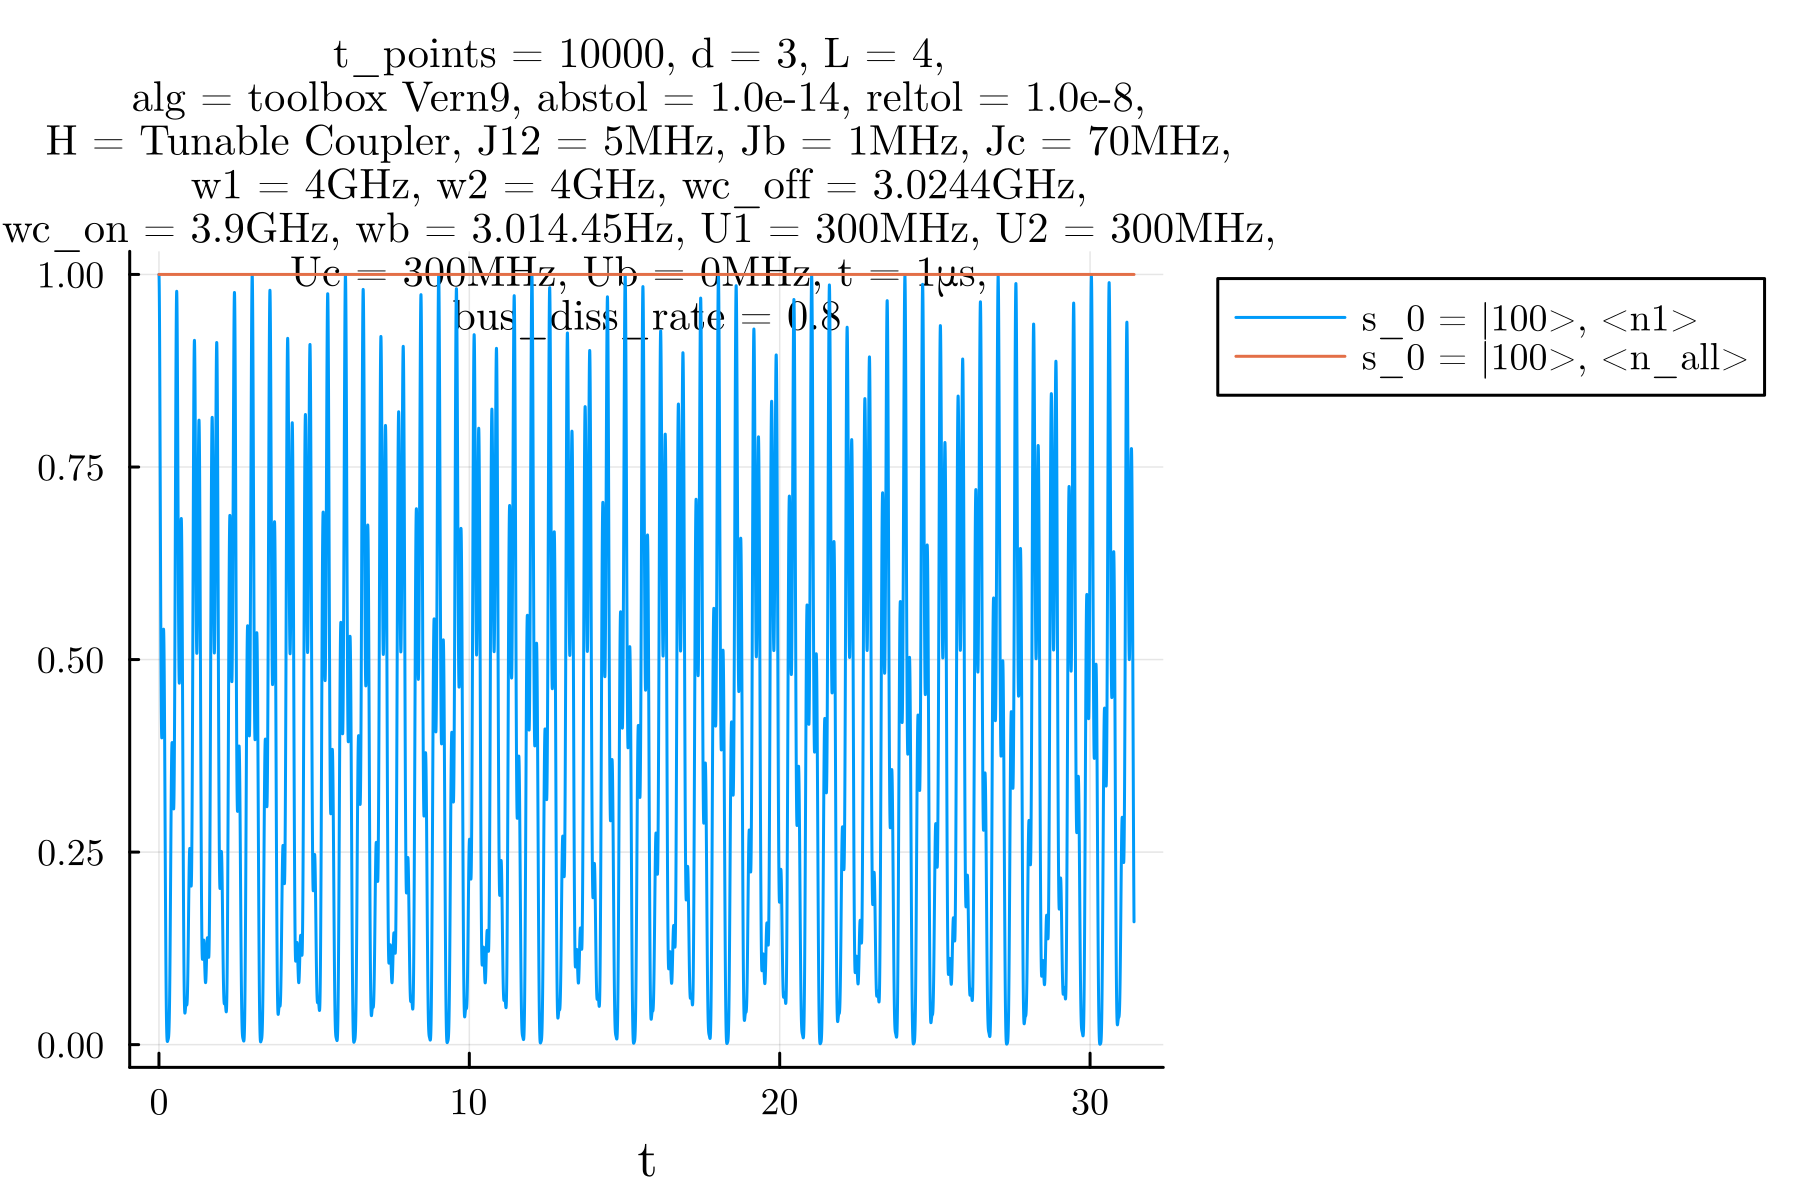 t_points = 10000, d = 3, L = 4,
alg = toolbox Vern9, abstol = 1.0e-14, reltol = 1.0e-8,
H = Tunable Coupler, J12 = 5MHz, Jb = 1MHz, Jc = 70MHz,
w1 = 4GHz, w2 = 4GHz, wc_off = 3.0244GHz,
wc_on = 3.9GHz, wb = 3.014.45Hz, U1 = 300MHz, U2 = 300MHz,
Uc = 300MHz, Ub = 0MHz, t = 1μs,
bus_diss_rate = 0.8
s_0 = |100>, <n1>
s_0 = |100>, <n_all>
1.00
0.75
0.50
0.25
0.00
0 10 20 30
t